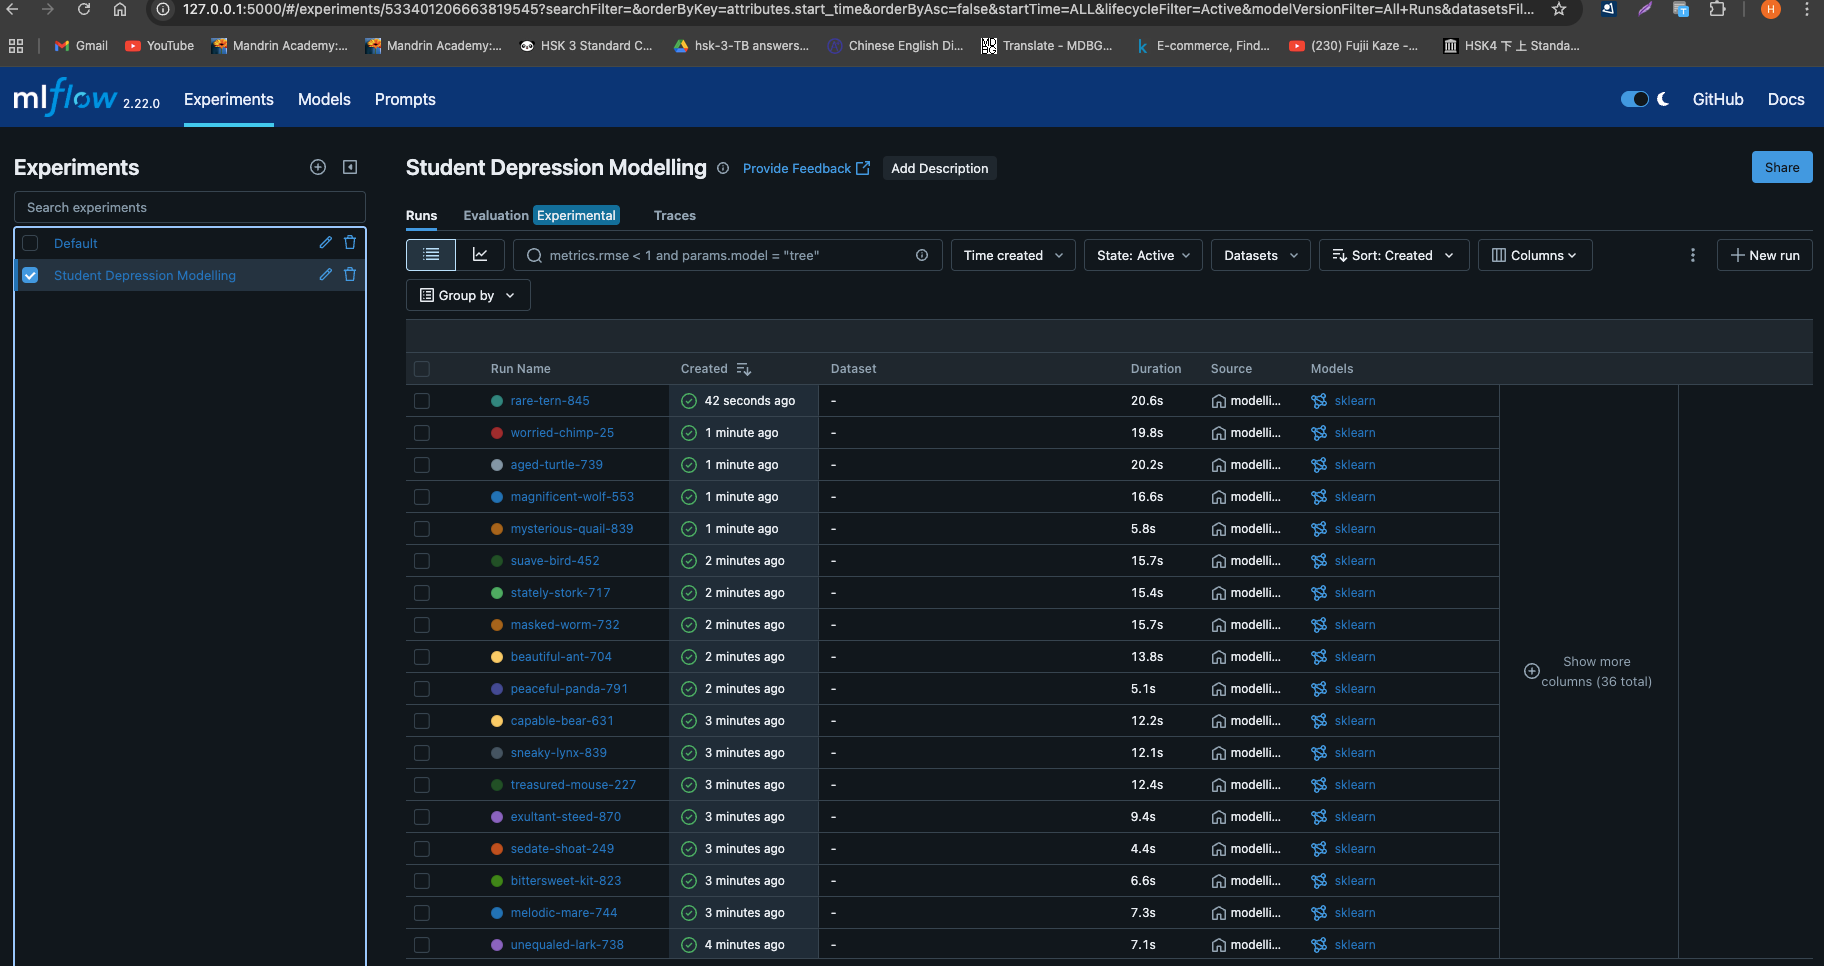 127.0.0.1:5000/#/experiments/533401206663819545?searchFilter=&orderByKey=attributes.start_time&orderByAsc=false&startTime=ALL&lifecycleFilter=Active&modelVersionFilter=All+Runs&datasetsFil...
Gmail YouTube Mandrin Academy:... Mandrin Academy:... HSK 3 Standard C... hsk-3-TB answers... Chinese English Di... Translate - MDBG... E-commerce, Find... (230) Fujii Kaze -... HSK4 下 上 Standa...
mlflow 2.22.0 Experiments Models Prompts GitHub Docs
Experiments
Search experiments
Default
Student Depression Modelling
Student Depression Modelling Provide Feedback Add Description Share
Runs Evaluation Experimental Traces
metrics.rmse < 1 and params.model = "tree" Time created State: Active Datasets Sort: Created Columns New run
Group by
Run Name Created Dataset Duration Source Models
rare-tern-845 42 seconds ago - 20.6s modelli... sklearn
worried-chimp-25 1 minute ago - 19.8s modelli... sklearn
aged-turtle-739 1 minute ago - 20.2s modelli... sklearn
magnificent-wolf-553 1 minute ago - 16.6s modelli... sklearn
mysterious-quail-839 1 minute ago - 5.8s modelli... sklearn
suave-bird-452 2 minutes ago - 15.7s modelli... sklearn
stately-stork-717 2 minutes ago - 15.4s modelli... sklearn
masked-worm-732 2 minutes ago - 15.7s modelli... sklearn
beautiful-ant-704 2 minutes ago - 13.8s modelli... sklearn
peaceful-panda-791 2 minutes ago - 5.1s modelli... sklearn
capable-bear-631 3 minutes ago - 12.2s modelli... sklearn
sneaky-lynx-839 3 minutes ago - 12.1s modelli... sklearn
treasured-mouse-227 3 minutes ago - 12.4s modelli... sklearn
exultant-steed-870 3 minutes ago - 9.4s modelli... sklearn
sedate-shoat-249 3 minutes ago - 4.4s modelli... sklearn
bittersweet-kit-823 3 minutes ago - 6.6s modelli... sklearn
melodic-mare-744 3 minutes ago - 7.3s modelli... sklearn
unequaled-lark-738 4 minutes ago - 7.1s modelli... sklearn
Show more
columns (36 total)
H